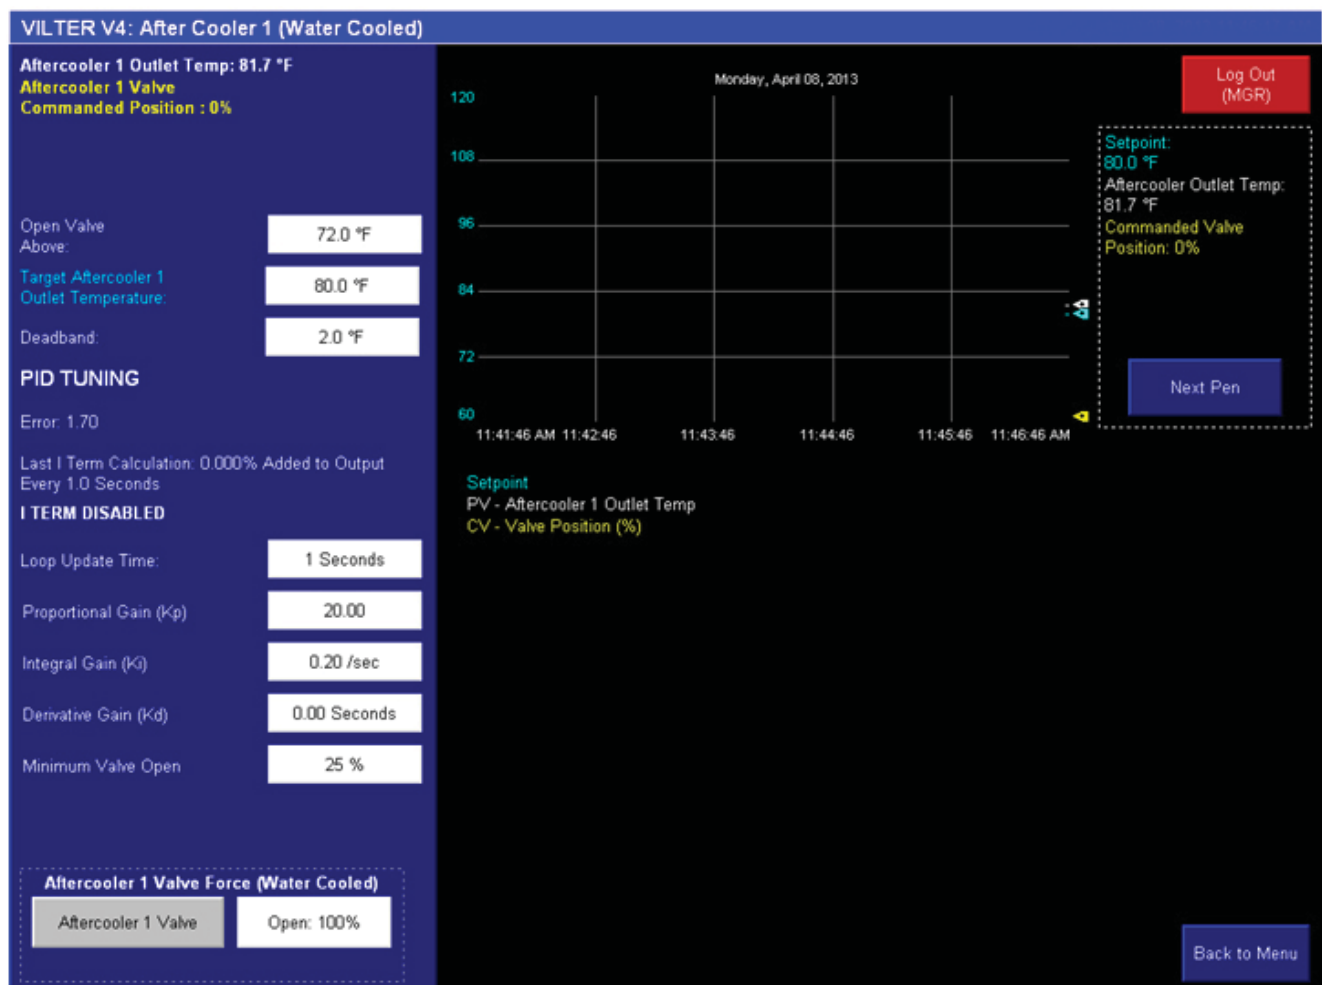 VILTER V4: After Cooler 1 (Water Cooled)
Aftercooler 1 Outlet Temp: 81.7 °F
Aftercooler 1 Valve
Commanded Position : 0%
Open Valve
Above:
72.0 °F
Target Aftercooler 1
Outlet Temperature:
80.0 °F
Deadband:
2.0 °F
PID TUNING
Error: 1.70
Last I Term Calculation: 0.000% Added to Output
Every 1.0 Seconds
I TERM DISABLED
Loop Update Time:
1 Seconds
Proportional Gain (Kp)
20.00
Integral Gain (Ki)
0.20 /sec
Derivative Gain (Kd)
0.00 Seconds
Minimum Valve Open
25 %
Aftercooler 1 Valve Force (Water Cooled)
Aftercooler 1 Valve
Open: 100%
Monday, April 08, 2013
120
108
96
84
72
60
11:41:46 AM
11:42:46
11:43:46
11:44:46
11:45:46
11:46:46 AM
Setpoint
PV - Aftercooler 1 Outlet Temp
CV - Valve Position (%)
Log Out
(MGR)
Setpoint:
80.0 °F
Aftercooler Outlet Temp:
81.7 °F
Commanded Valve
Position: 0%
Next Pen
Back to Menu